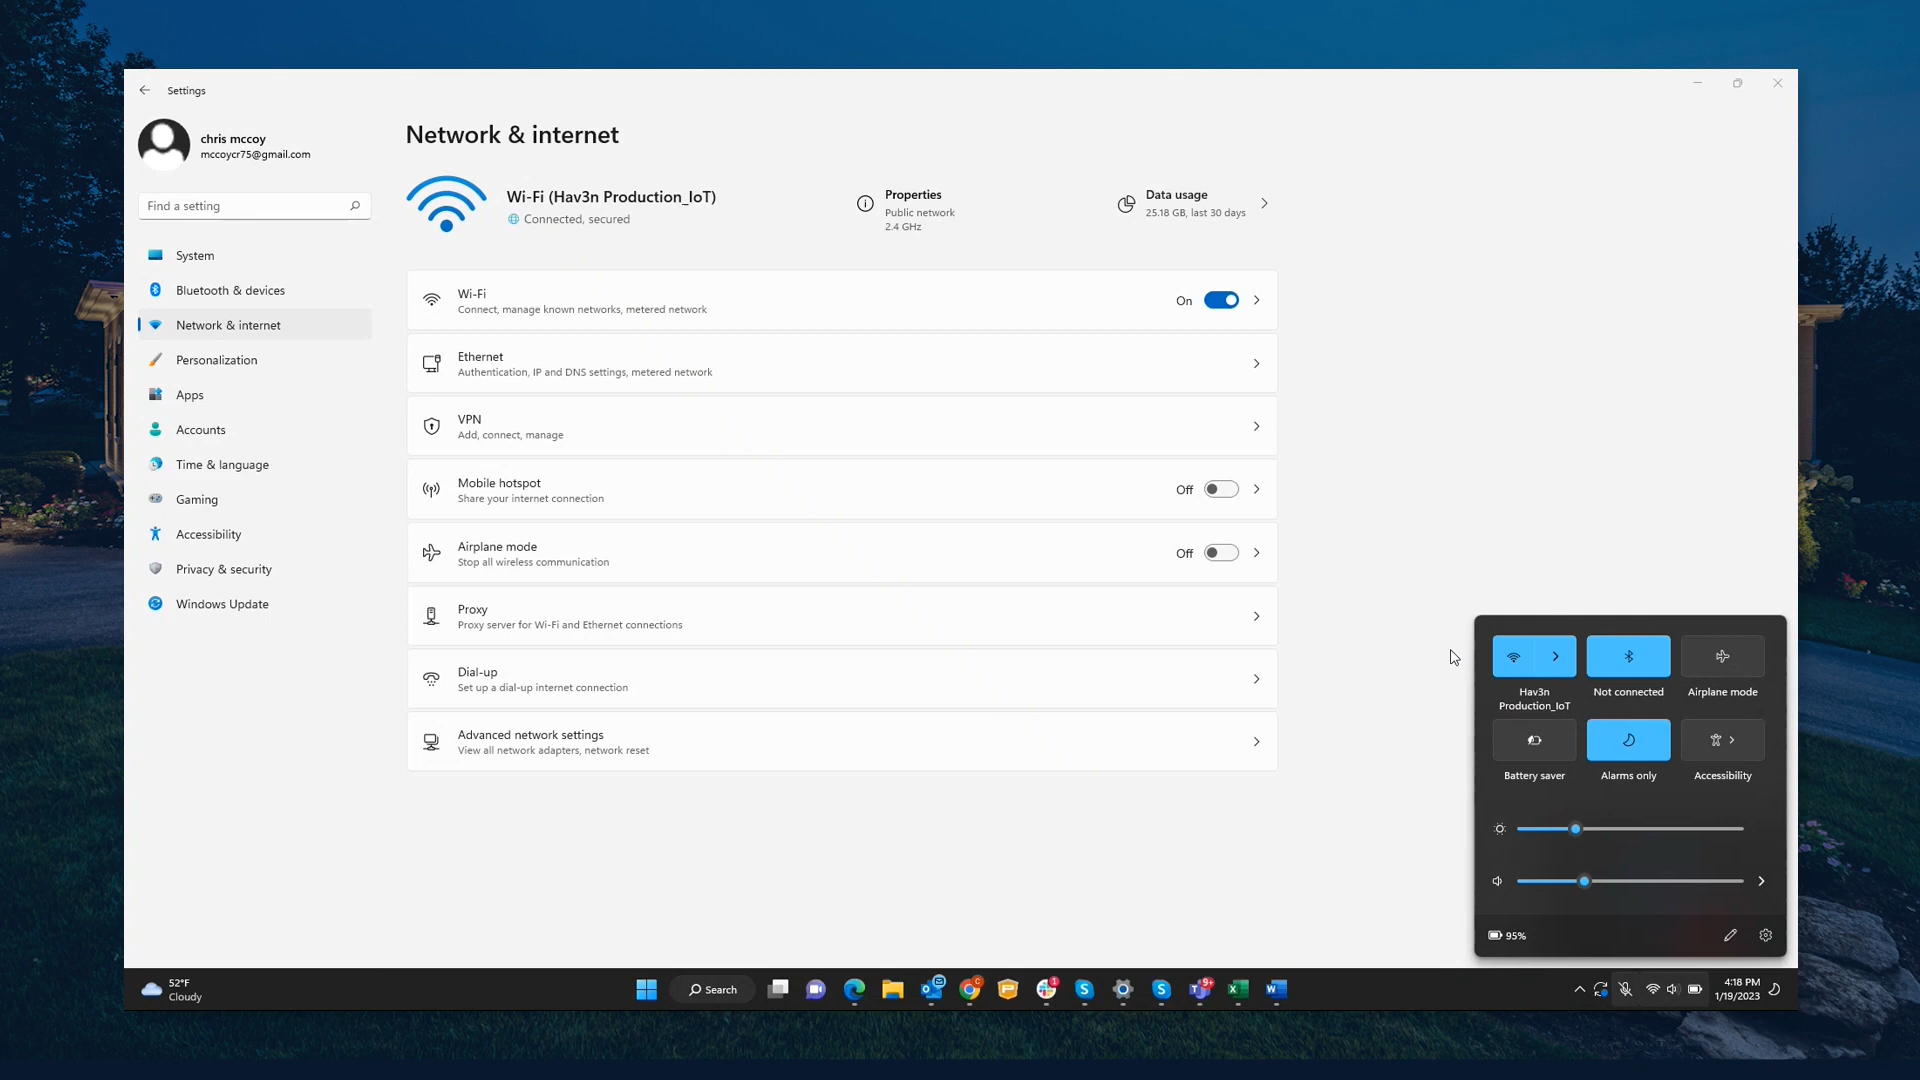 Settings
chris mccoy
mccoycr75@gmail.com
Find a setting
System
Bluetooth & devices
Network & internet
Personalization
Apps
Accounts
Time & language
Gaming
Accessibility
Privacy & security
Windows Update
Network & internet
Wi-Fi (Hav3n Production_IoT)
Connected, secured
Properties
Public network
2.4 GHz
Data usage
25.18 GB, last 30 days
Wi-Fi
Connect, manage known networks, metered network
On
Ethernet
Authentication, IP and DNS settings, metered network
VPN
Add, connect, manage
Mobile hotspot
Share your internet connection
Off
Airplane mode
Stop all wireless communication
Off
Proxy
Proxy server for Wi-Fi and Ethernet connections
Dial-up
Set up a dial-up internet connection
Advanced network settings
View all network adapters, network reset
Hav3n
Production_IoT
Not connected
Airplane mode
Battery saver
Alarms only
Accessibility
95%
52°F
Cloudy
Search
C
1
9+
4:18 PM
1/19/2023